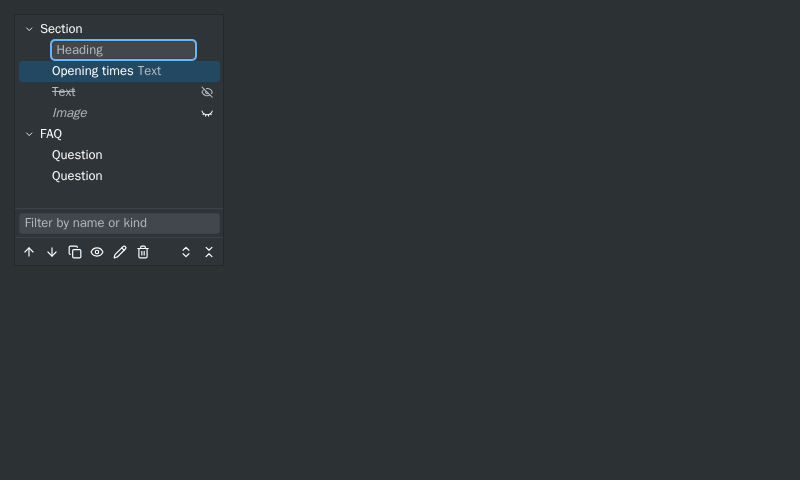 Section
Heading
Opening times Text
Text
Image
FAQ
Question
Question
Filter by name or kind